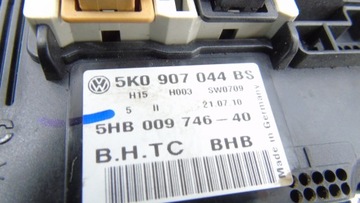 5K0 907 044 BS
H15 H003 SW0709
5 II 21.07.10
5HB 009 746-40
B.H.TC BHB
Made in Germany